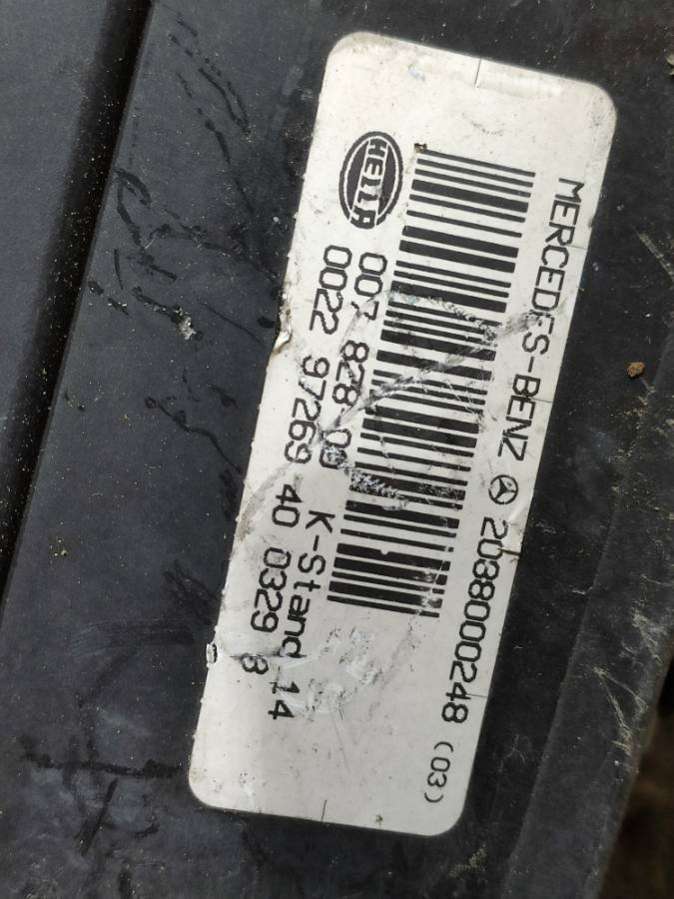 MERCEDES-BENZ 2038000248 (03)
HELLA
007 828-00 K-Stand 14
0022 97269 40 0329 8